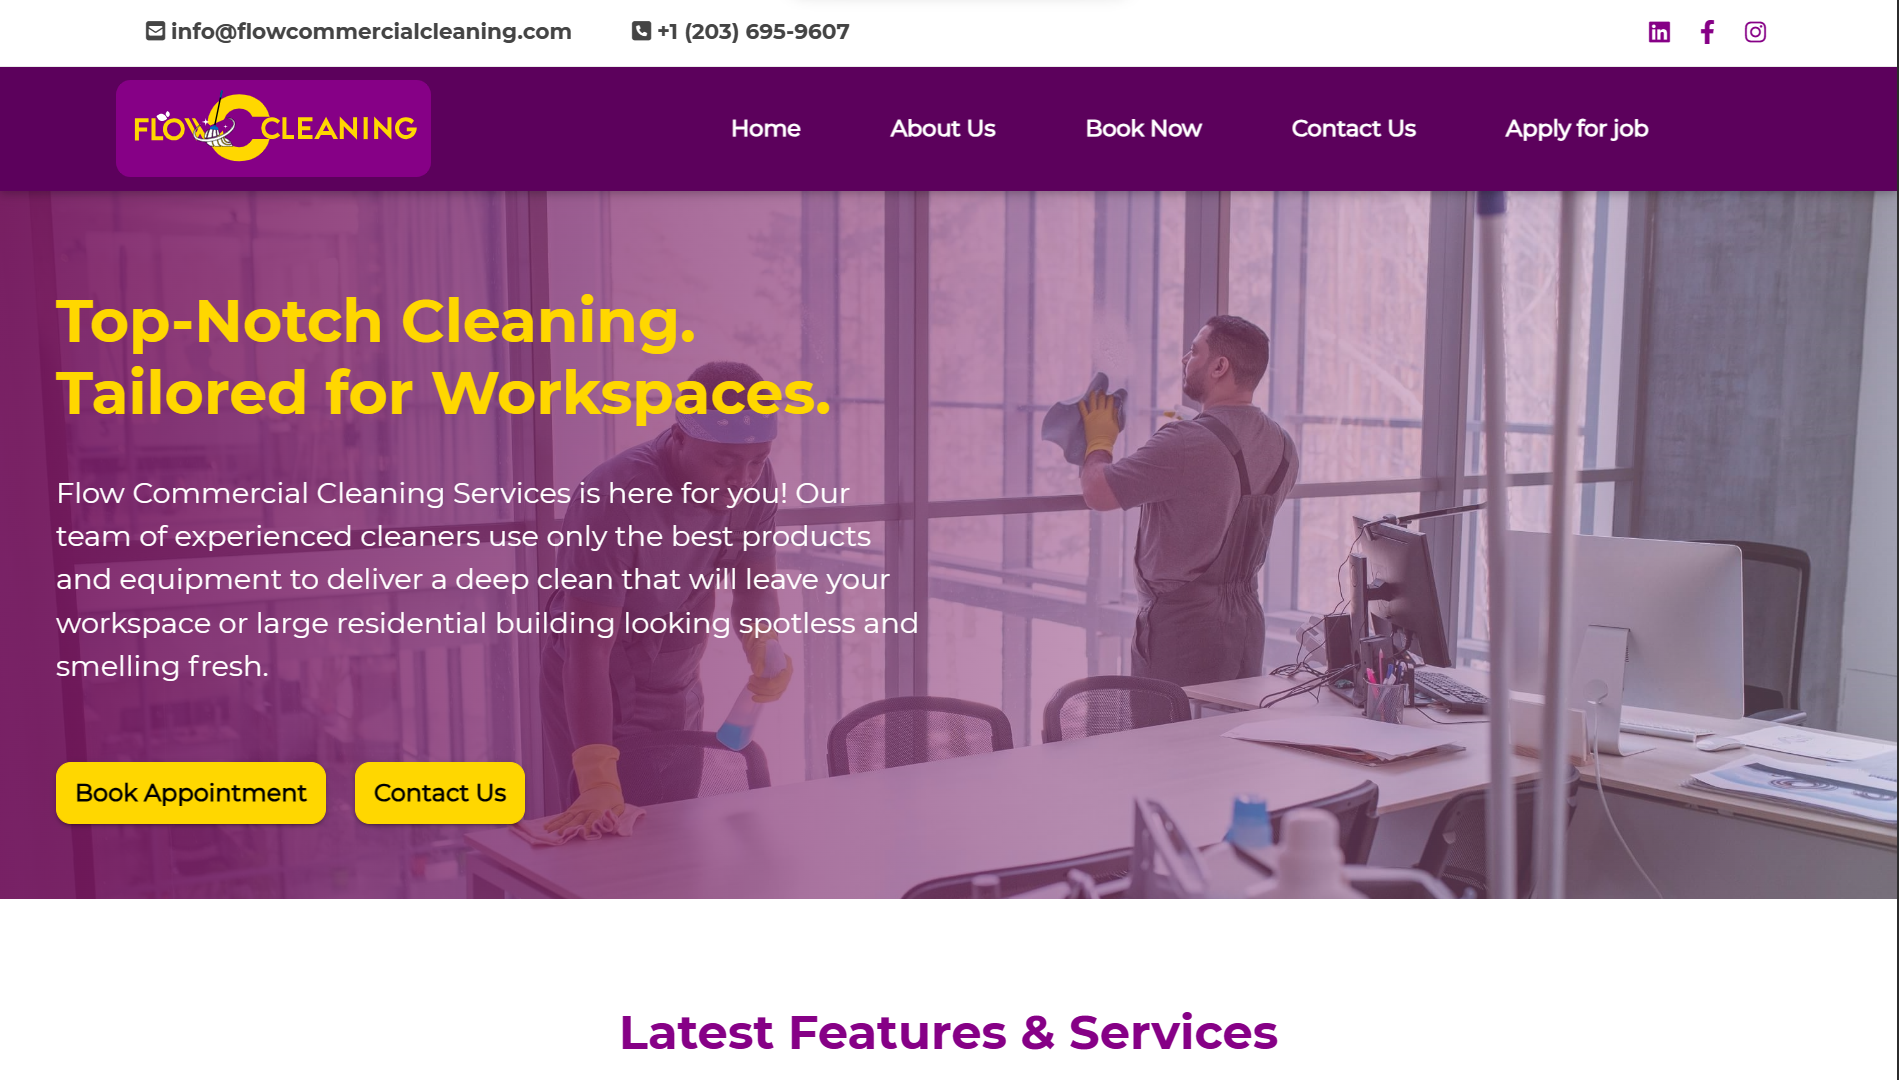 info@flowcommercialcleaning.com
+1 (203) 695-9607
FLOW CLEANING
Home
About Us
Book Now
Contact Us
Apply for job
Top-Notch Cleaning.
Tailored for Workspaces.
Flow Commercial Cleaning Services is here for you! Our
team of experienced cleaners use only the best products
and equipment to deliver a deep clean that will leave your
workspace or large residential building looking spotless and
smelling fresh.
Book Appointment
Contact Us
Latest Features & Services